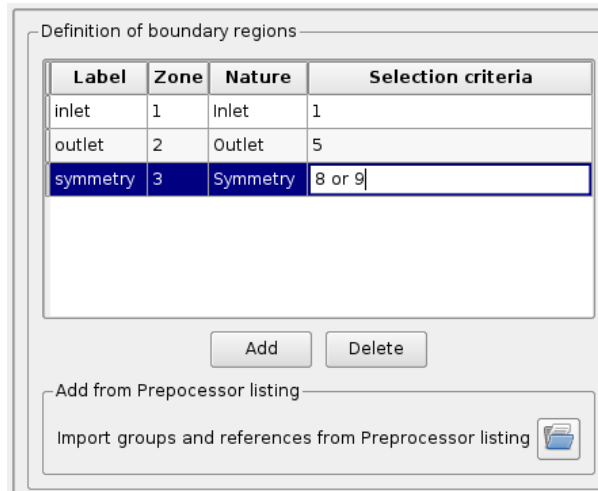 Definition of boundary regions
Label Zone Nature Selection criteria
inlet 1 Inlet 1
outlet 2 Outlet 5
symmetry 3 Symmetry 8 or 9
Add Delete
Add from Prepocessor listing
Import groups and references from Preprocessor listing